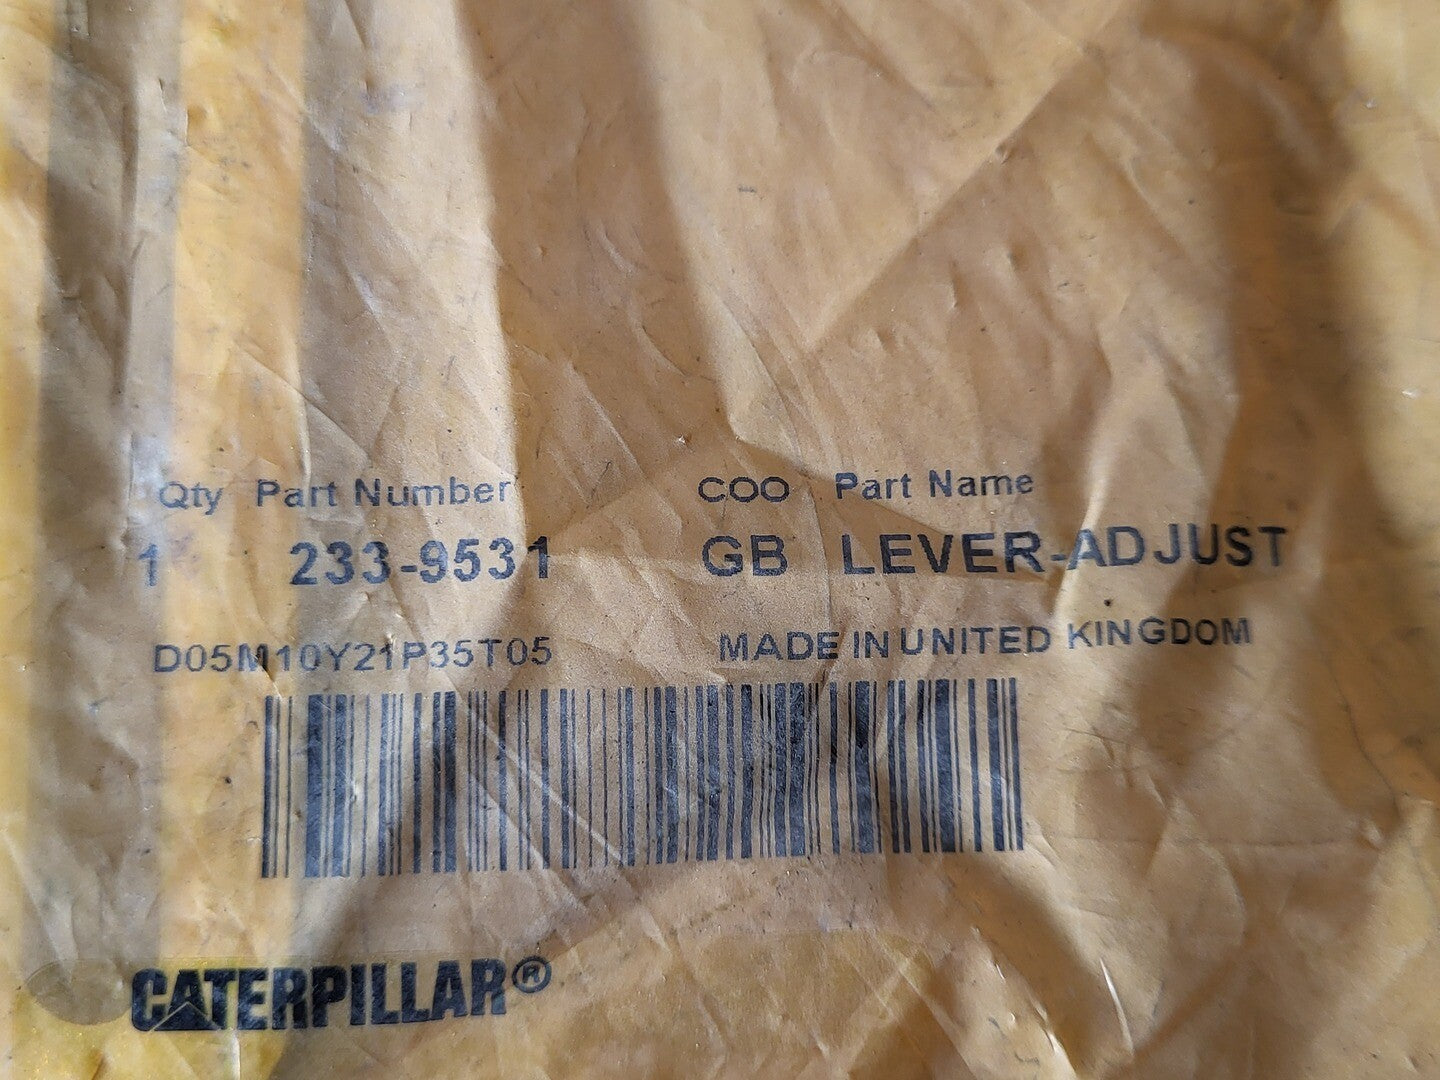 Qty Part Number COO Part Name
1 233-9531 GB LEVER-ADJUST
D05M10Y21P35T05 MADE IN UNITED KINGDOM
CATERPILLAR®